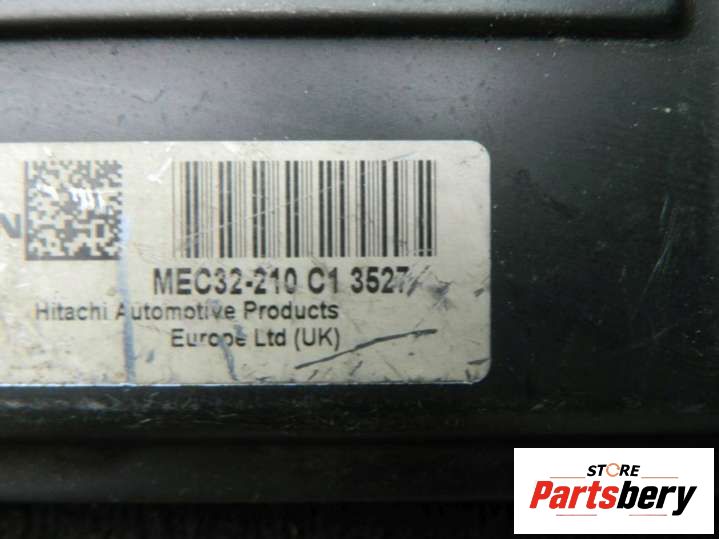 N
MEC32-210 C1 3527
Hitachi Automotive Products
Europe Ltd (UK)
STORE
Partsbery